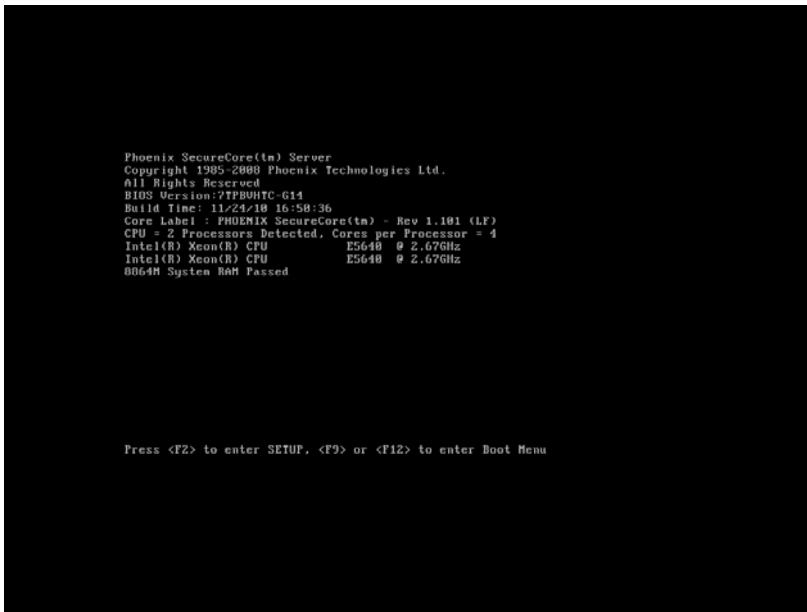 Phoenix SecureCore(tm) Server
Copyright 1985-2008 Phoenix Technologies Ltd.
All Rights Reserved
BIOS Version:7TPBVHTC-G14
Build Time: 11/24/10 16:50:36
Core Label : PHOENIX SecureCore(tm) - Rev 1.101 (LF)
CPU = 2 Processors Detected, Cores per Processor = 4
Intel(R) Xeon(R) CPU E5640 @ 2.67GHz
Intel(R) Xeon(R) CPU E5640 @ 2.67GHz
8064M System RAM Passed
Press <F2> to enter SETUP, <F9> or <F12> to enter Boot Menu